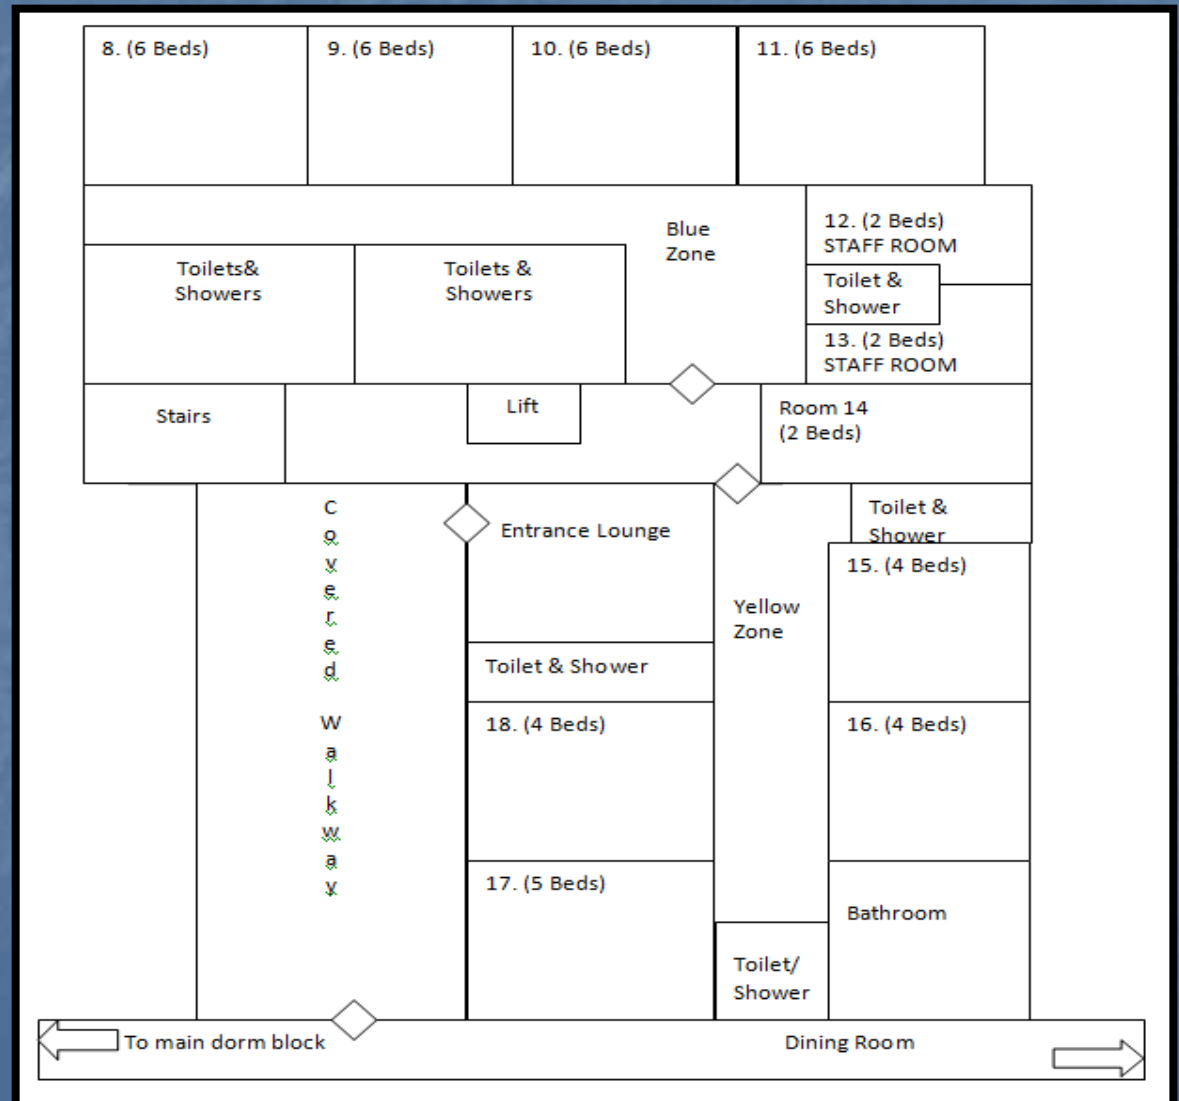 8. (6 Beds)
9. (6 Beds)
10. (6 Beds)
11. (6 Beds)
Blue
Zone
12. (2 Beds)
STAFF ROOM
Toilets&
Showers
Toilets &
Showers
Toilet &
Shower
13. (2 Beds)
STAFF ROOM
Stairs
Lift
Room 14
(2 Beds)
C
o
v
e
r
e
d
W
a
l
k
w
a
y
Entrance Lounge
Toilet &
Shower
15. (4 Beds)
Yellow
Zone
Toilet & Shower
18. (4 Beds)
16. (4 Beds)
17. (5 Beds)
Bathroom
Toilet/
Shower
To main dorm block
Dining Room